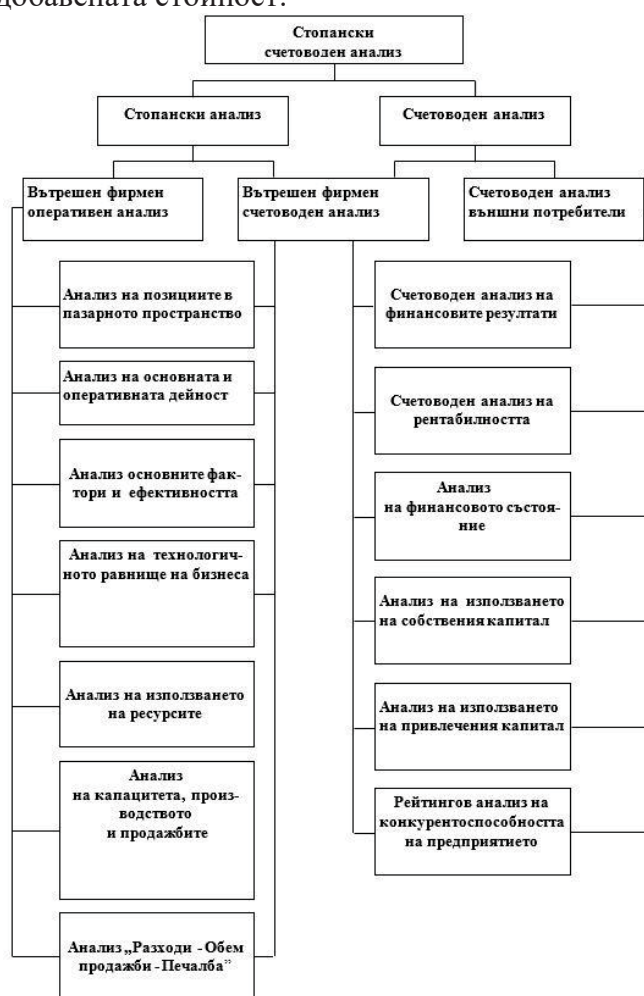 добавената стойност.
Стопански
счетоводен анализ
Стопански анализ
Счетоводен анализ
Вътрешен фирмен
оперативен анализ
Вътрешен фирмен
счетоводен анализ
Счетоводен анализ
външни потребители
Анализ на позициите в
пазарното пространство
Анализ на основната и
оперативната дейност
Анализ основните фак-
тори и ефективността
Анализ на технологич-
ното равнище на бизнеса
Анализ на използването
на ресурсите
Анализ
на капацитета, произ-
водството
и продажбите
Анализ „Разходи - Обем
продажби - Печалба”
Счетоводен анализ на
финансовите резултати
Счетоводен анализ на
рентабилността
Анализ
на финансовото състоя-
ние
Анализ на използването
на собствения капитал
Анализ на използването
на привлечения капитал
Рейтингов анализ на
конкурентоспособността
на предприятието